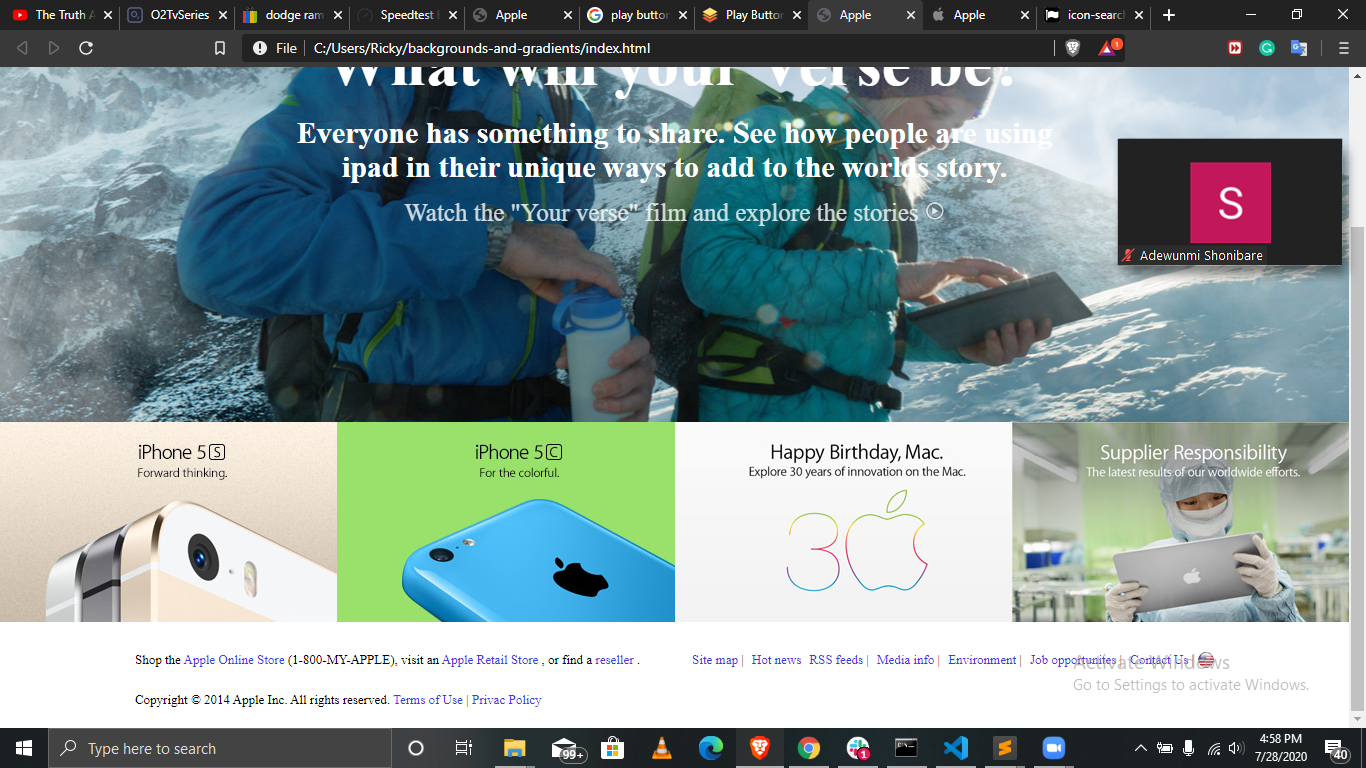 The Truth A
O2TvSeries
dodge ram
Speedtest
Apple
play button
Play Button
Apple
Apple
icon-search
File
C:/Users/Ricky/backgrounds-and-gradients/index.html
1
What will your verse be?
Everyone has something to share. See how people are using
ipad in their unique ways to add to the worlds story.
Watch the "Your verse" film and explore the stories
S
Adewunmi Shonibare
iPhone 5 S
Forward thinking.
iPhone 5 C
For the colorful.
Happy Birthday, Mac.
Explore 30 years of innovation on the Mac.
30
Supplier Responsibility
The latest results of our worldwide efforts.
Shop the Apple Online Store (1-800-MY-APPLE), visit an Apple Retail Store , or find a reseller .
Site map | Hot news RSS feeds | Media info | Environment | Job opportunites | Contact Us
Activate Windows
Go to Settings to activate Windows.
Copyright © 2014 Apple Inc. All rights reserved. Terms of Use | Privac Policy
Type here to search
99+
1
4:58 PM
7/28/2020
40